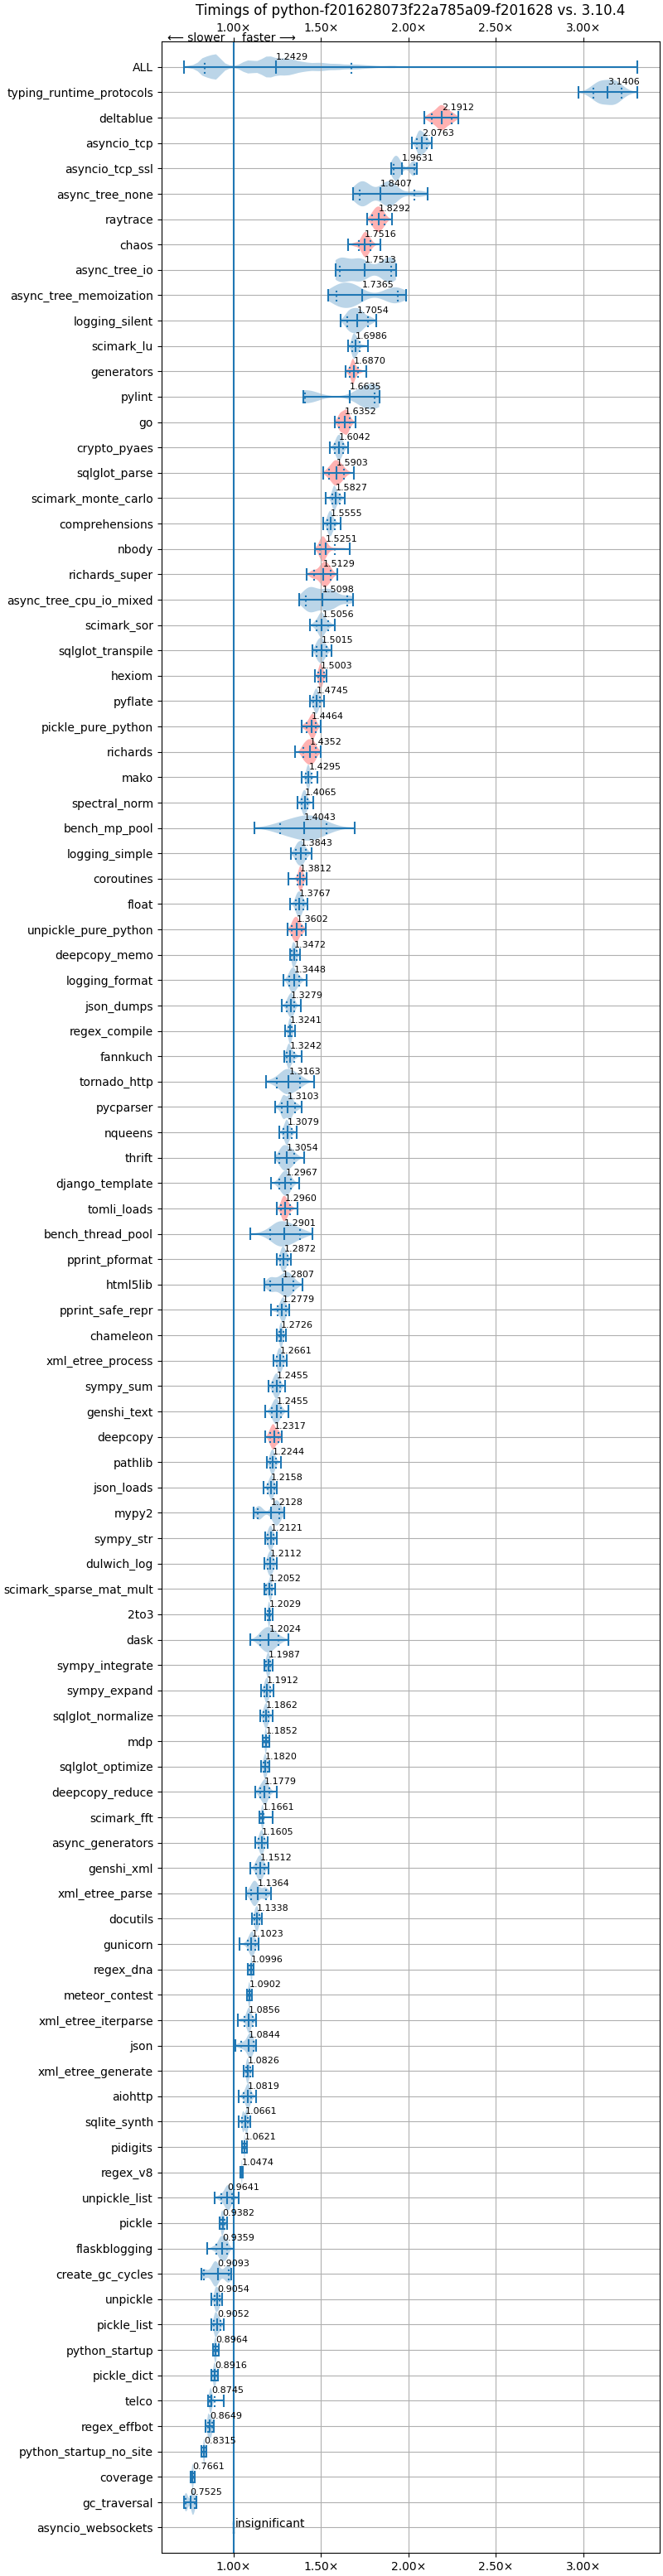 Timings of python-f201628073f22a785a09-f201628 vs. 3.10.4
1.00× 1.50× 2.00× 2.50× 3.00×
⟵ slower faster ⟶
ALL 1.2429
typing_runtime_protocols 3.1406
deltablue 2.1912
asyncio_tcp 2.0763
asyncio_tcp_ssl 1.9631
async_tree_none 1.8407
raytrace 1.8292
chaos 1.7516
async_tree_io 1.7513
async_tree_memoization 1.7365
logging_silent 1.7054
scimark_lu 1.6986
generators 1.6870
pylint 1.6635
go 1.6352
crypto_pyaes 1.6042
sqlglot_parse 1.5903
scimark_monte_carlo 1.5827
comprehensions 1.5555
nbody 1.5251
richards_super 1.5129
async_tree_cpu_io_mixed 1.5098
scimark_sor 1.5056
sqlglot_transpile 1.5015
hexiom 1.5003
pyflate 1.4745
pickle_pure_python 1.4464
richards 1.4352
mako 1.4295
spectral_norm 1.4065
bench_mp_pool 1.4043
logging_simple 1.3843
coroutines 1.3812
float 1.3767
unpickle_pure_python 1.3602
deepcopy_memo 1.3472
logging_format 1.3448
json_dumps 1.3279
regex_compile 1.3241
fannkuch 1.3242
tornado_http 1.3163
pycparser 1.3103
nqueens 1.3079
thrift 1.3054
django_template 1.2967
tomli_loads 1.2960
bench_thread_pool 1.2901
pprint_pformat 1.2872
html5lib 1.2807
pprint_safe_repr 1.2779
chameleon 1.2726
xml_etree_process 1.2661
sympy_sum 1.2455
genshi_text 1.2455
deepcopy 1.2317
pathlib 1.2244
json_loads 1.2158
mypy2 1.2128
sympy_str 1.2121
dulwich_log 1.2112
scimark_sparse_mat_mult 1.2052
2to3 1.2029
dask 1.2024
sympy_integrate 1.1987
sympy_expand 1.1912
sqlglot_normalize 1.1862
mdp 1.1852
sqlglot_optimize 1.1820
deepcopy_reduce 1.1779
scimark_fft 1.1661
async_generators 1.1605
genshi_xml 1.1512
xml_etree_parse 1.1364
docutils 1.1338
gunicorn 1.1023
regex_dna 1.0996
meteor_contest 1.0902
xml_etree_iterparse 1.0856
json 1.0844
xml_etree_generate 1.0826
aiohttp 1.0819
sqlite_synth 1.0661
pidigits 1.0621
regex_v8 1.0474
unpickle_list 0.9641
pickle 0.9382
flaskblogging 0.9359
create_gc_cycles 0.9093
unpickle 0.9054
pickle_list 0.9052
python_startup 0.8964
pickle_dict 0.8916
telco 0.8745
regex_effbot 0.8649
python_startup_no_site 0.8315
coverage 0.7661
gc_traversal 0.7525
asyncio_websockets insignificant
1.00× 1.50× 2.00× 2.50× 3.00×